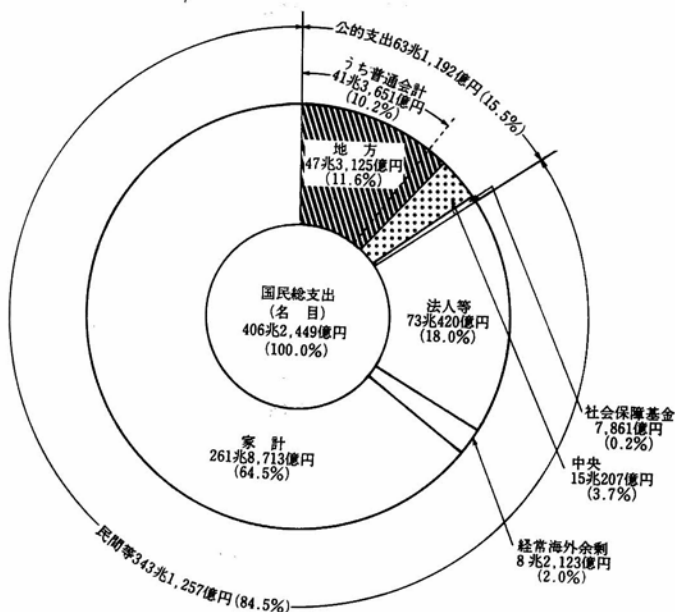 公的支出63兆1,192億円(15.5%)
うち普通会計
41兆3,651億円
(10.2%)
地方
47兆3,125億円
(11.6%)
国民総支出
(名 目)
406兆2,449億円
(100.0%)
法人等
73兆420億円
(18.0%)
社会保障基金
7,861億円
(0.2%)
中央
15兆207億円
(3.7%)
家計
261兆8,713億円
(64.5%)
経常海外余剰
8兆2,123億円
(2.0%)
民間等343兆1,257億円(84.5%)